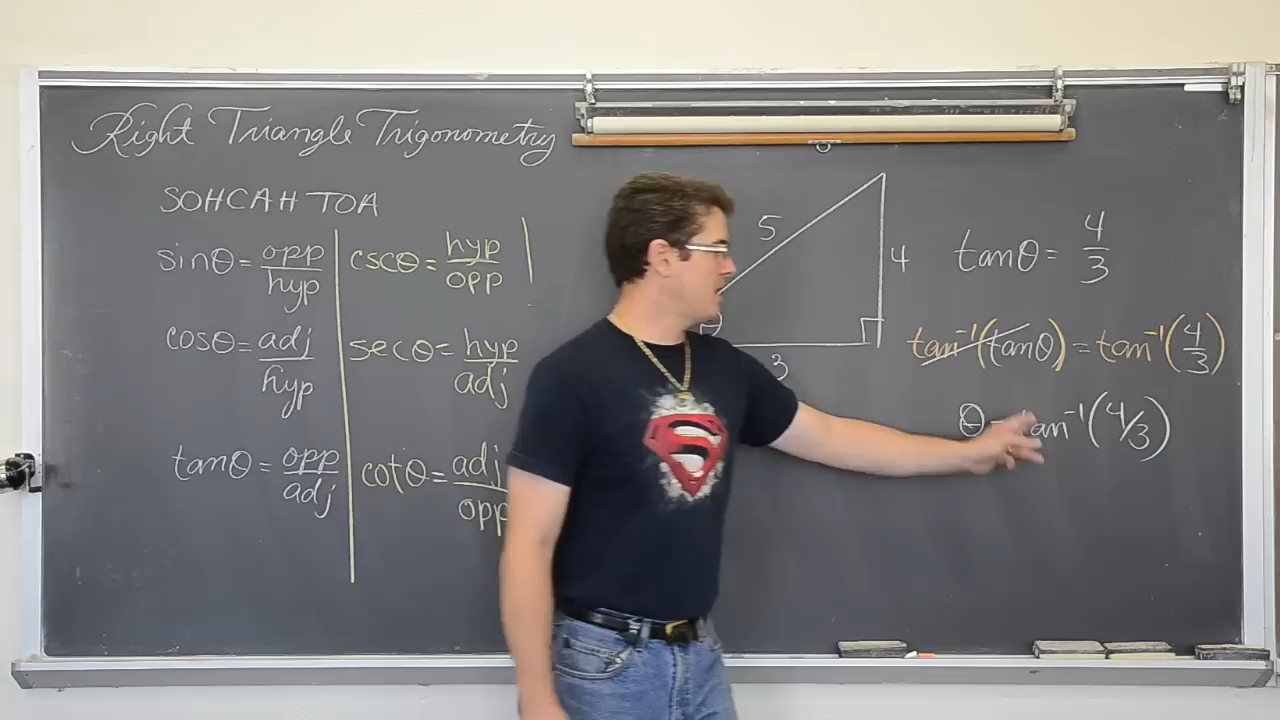 Right Triangle Trigonometry
SOHCAHTOA
sinθ = opp/hyp
cscθ = hyp/opp
cosθ = adj/hyp
secθ = hyp/adj
tanθ = opp/adj
cotθ = adj/opp
5
4
3
tanθ = 4/3
tan⁻¹(tanθ) = tan⁻¹(4/3)
θ = tan⁻¹(4/3)
S